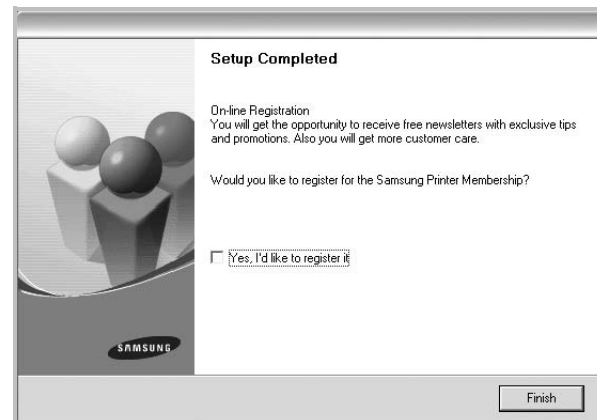 Setup Completed
On-line Registration
You will get the opportunity to receive free newsletters with exclusive tips
and promotions. Also you will get more customer care.
Would you like to register for the Samsung Printer Membership?
Yes, I'd like to register it
SAMSUNG
Finish